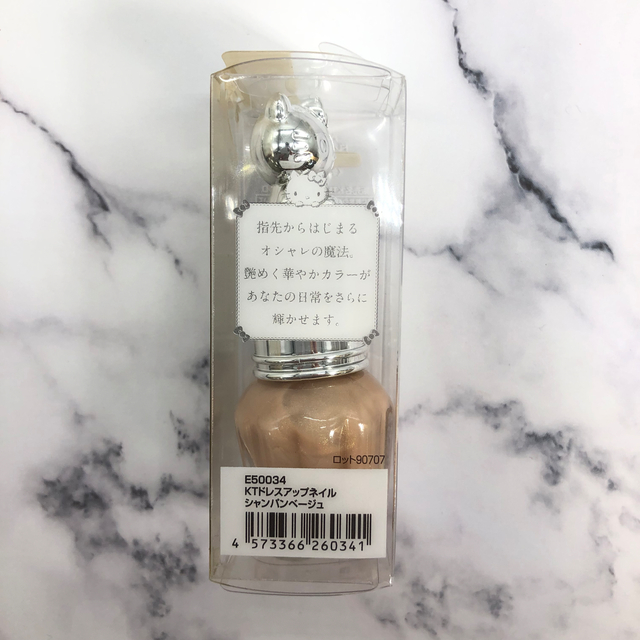 指先からはじまる
オシャレの魔法。
艶めく華やかカラーが
あなたの日常をさらに
輝かせます。
ロット90707
E50034
KTドレスアップネイル
シャンパンベージュ
4 573366 260341